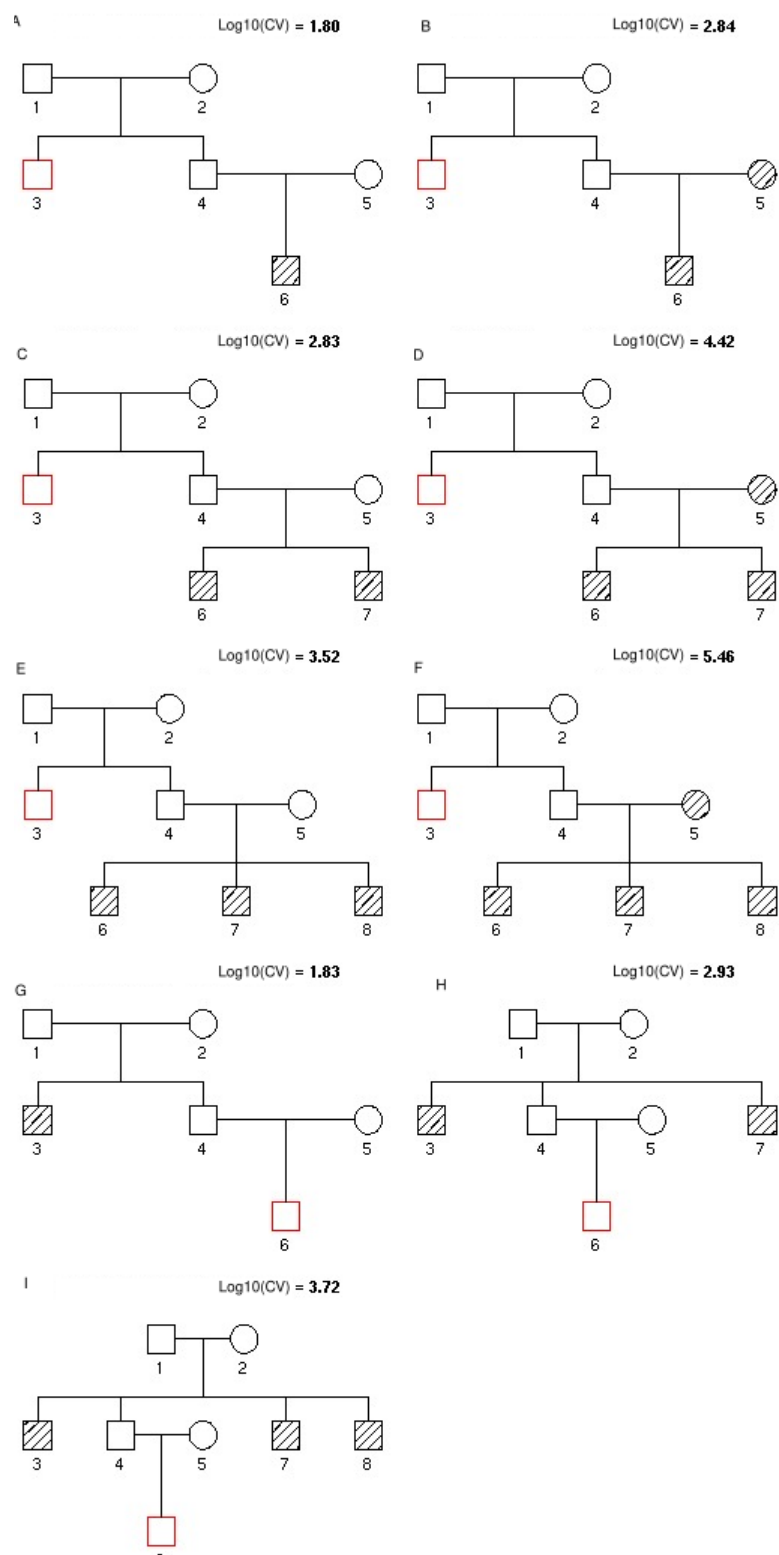 A Log10(CV) = 1.80 B Log10(CV) = 2.84
1 2 1 2
3 4 5 3 4 5
6 6
C Log10(CV) = 2.83 D Log10(CV) = 4.42
1 2 1 2
3 4 5 3 4 5
6 7 6 7
E Log10(CV) = 3.52 F Log10(CV) = 5.46
1 2 1 2
3 4 5 3 4 5
6 7 8 6 7 8
G Log10(CV) = 1.83 H Log10(CV) = 2.93
1 2 1 2
3 4 5 3 4 5 7
6 6
I Log10(CV) = 3.72
1 2
3 4 5 7 8